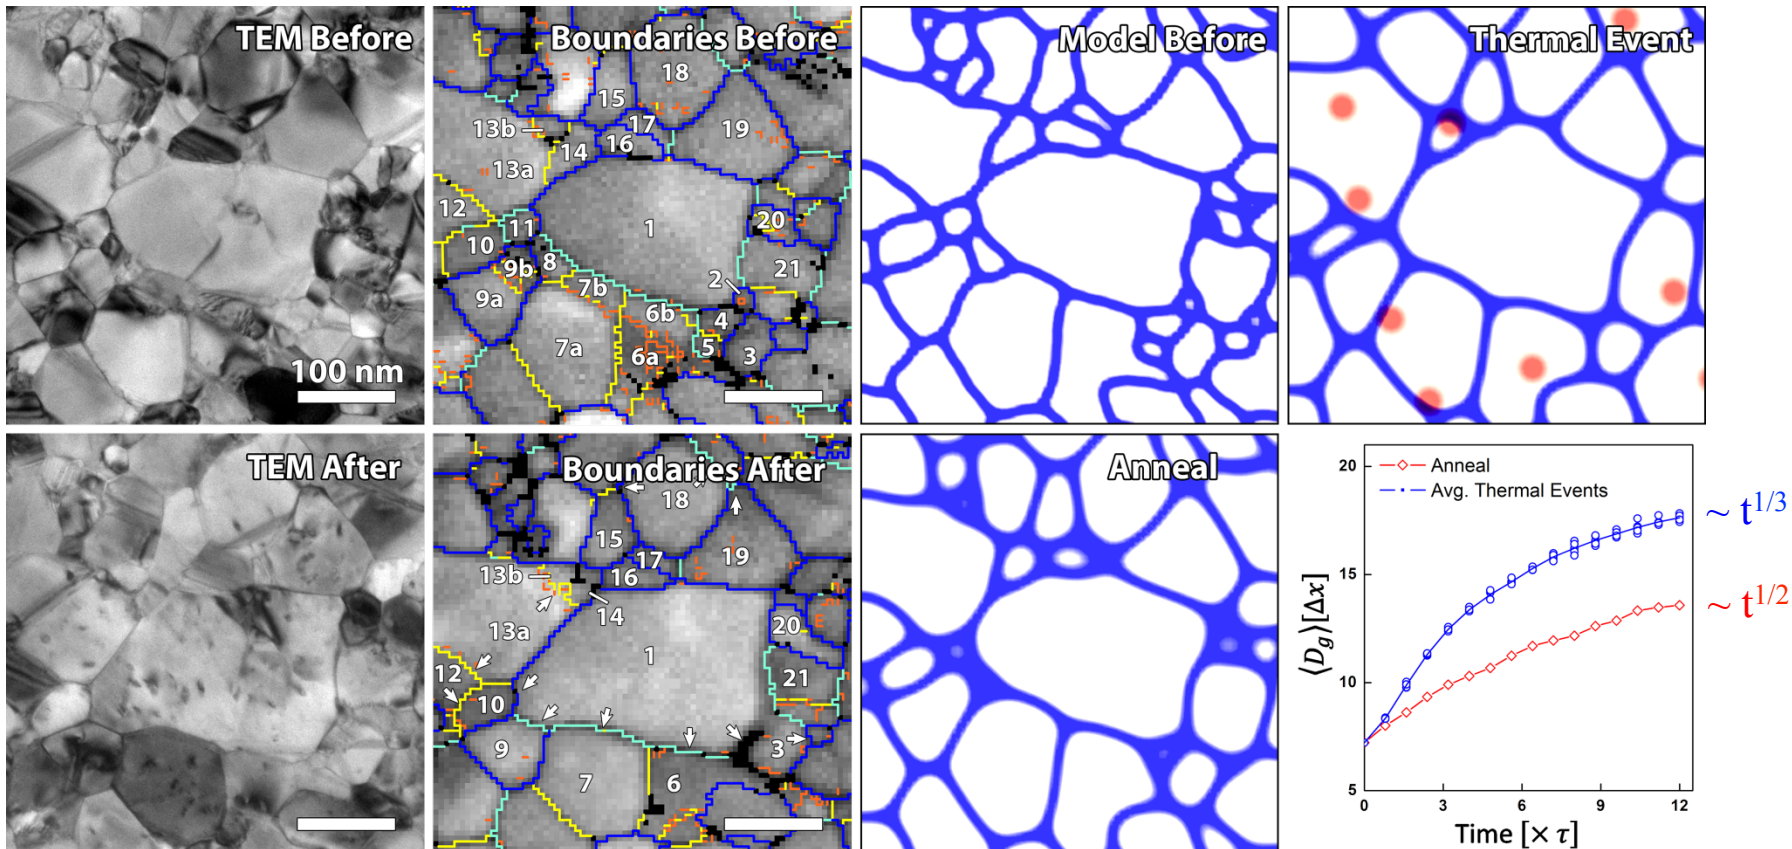 TEM Before
100 nm
Boundaries Before
18
15
17
13b
16
19
14
13a
12
11
1
20
10
8
9b
21
7b
2
9a
6b
4
7a
6a
5
3
Model Before
Thermal Event
TEM After
Boundaries After
18
15
17
19
13b
16
14
13a
20
1
12
21
10
9
3
7
6
Anneal
20
Anneal
Avg. Thermal Events
~ t^1/3
15
~ t^1/2
10
5
⟨D_g⟩[Δx]
0 3 6 9 12
Time [× τ]